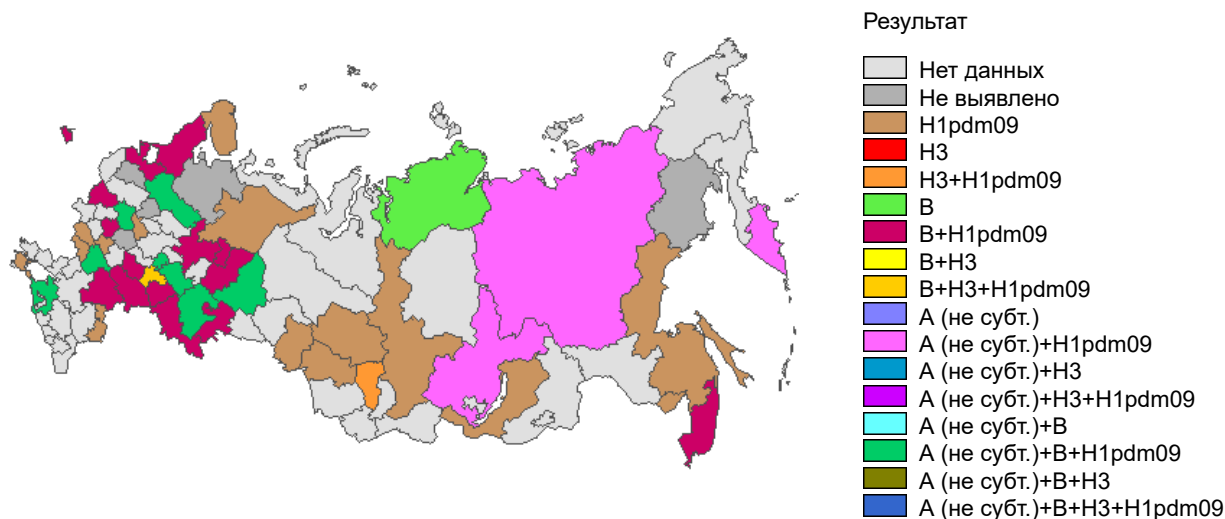 Результат
Нет данных
Не выявлено
H1pdm09
H3
H3+H1pdm09
B
B+H1pdm09
B+H3
B+H3+H1pdm09
А (не субт.)
А (не субт.)+H1pdm09
А (не субт.)+H3
А (не субт.)+H3+H1pdm09
А (не субт.)+B
А (не субт.)+B+H1pdm09
А (не субт.)+B+H3
А (не субт.)+B+H3+H1pdm09